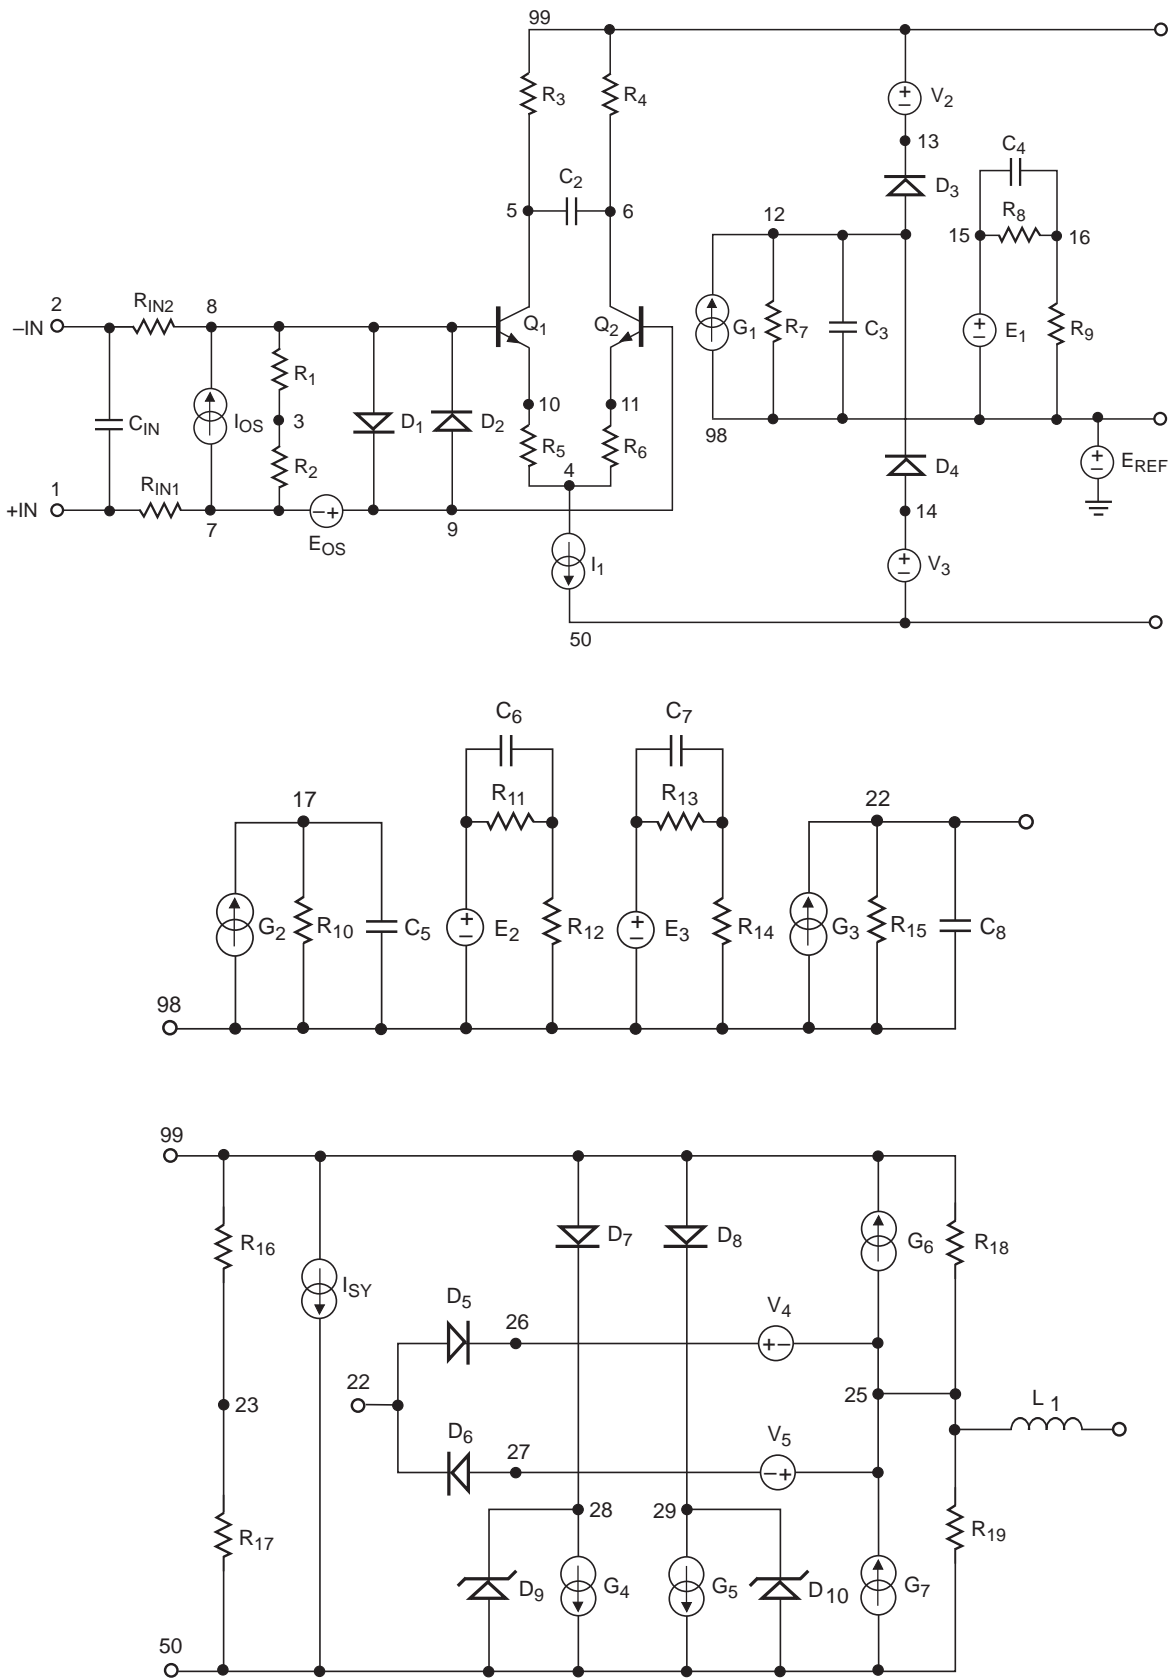 99
R3
R4
V2
13
C4
C2
D3
5
6
12
R8
15
16
2
RIN2
8
–IN
Q1
Q2
G1
R7
C3
E1
R9
R1
CIN
IOS
3
D1
D2
10
11
98
R2
R5
4
R6
D4
EREF
1
RIN1
+IN
7
EOS
9
14
I1
V3
50
C6
C7
R11
R13
17
22
G2
R10
C5
E2
R12
E3
R14
G3
R15
C8
98
99
D7
D8
G6
R18
R16
ISY
D5
26
V4
22
23
25
L1
D6
27
V5
28
29
R17
R19
D9
G4
G5
D10
G7
50